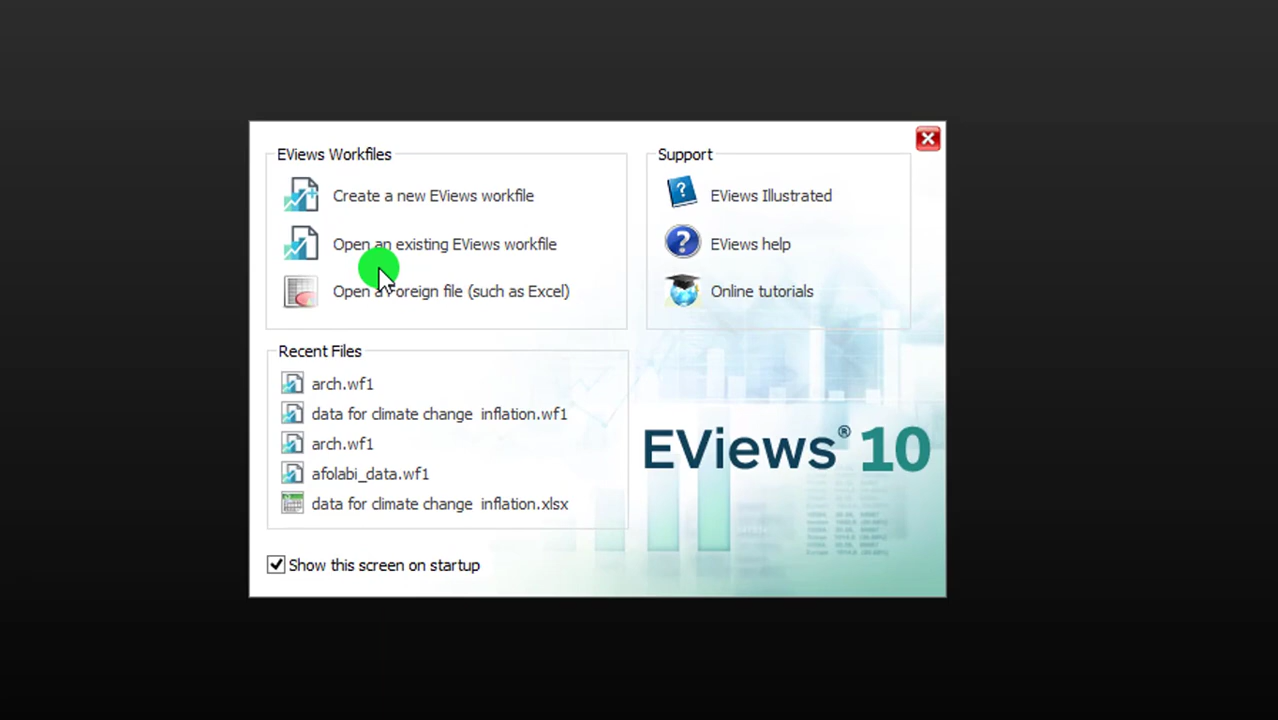 EViews Workfiles
Create a new EViews workfile
Open an existing EViews workfile
Open a Foreign file (such as Excel)
Support
EViews Illustrated
EViews help
Online tutorials
Recent Files
arch.wf1
data for climate change inflation.wf1
arch.wf1
afolabi_data.wf1
data for climate change inflation.xlsx
EViews® 10
Show this screen on startup